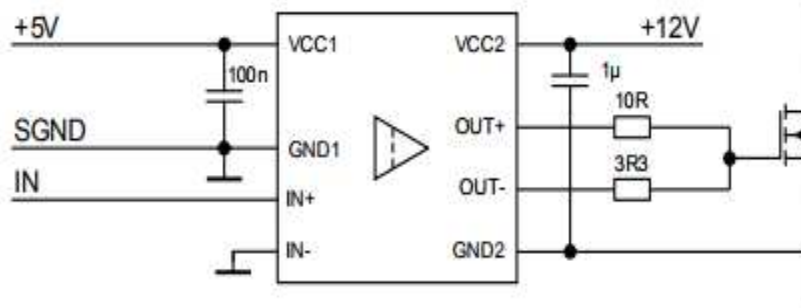 +5V
VCC1
VCC2
+12V
100n
1µ
10R
SGND
GND1
OUT+
3R3
IN
IN+
OUT-
IN-
GND2